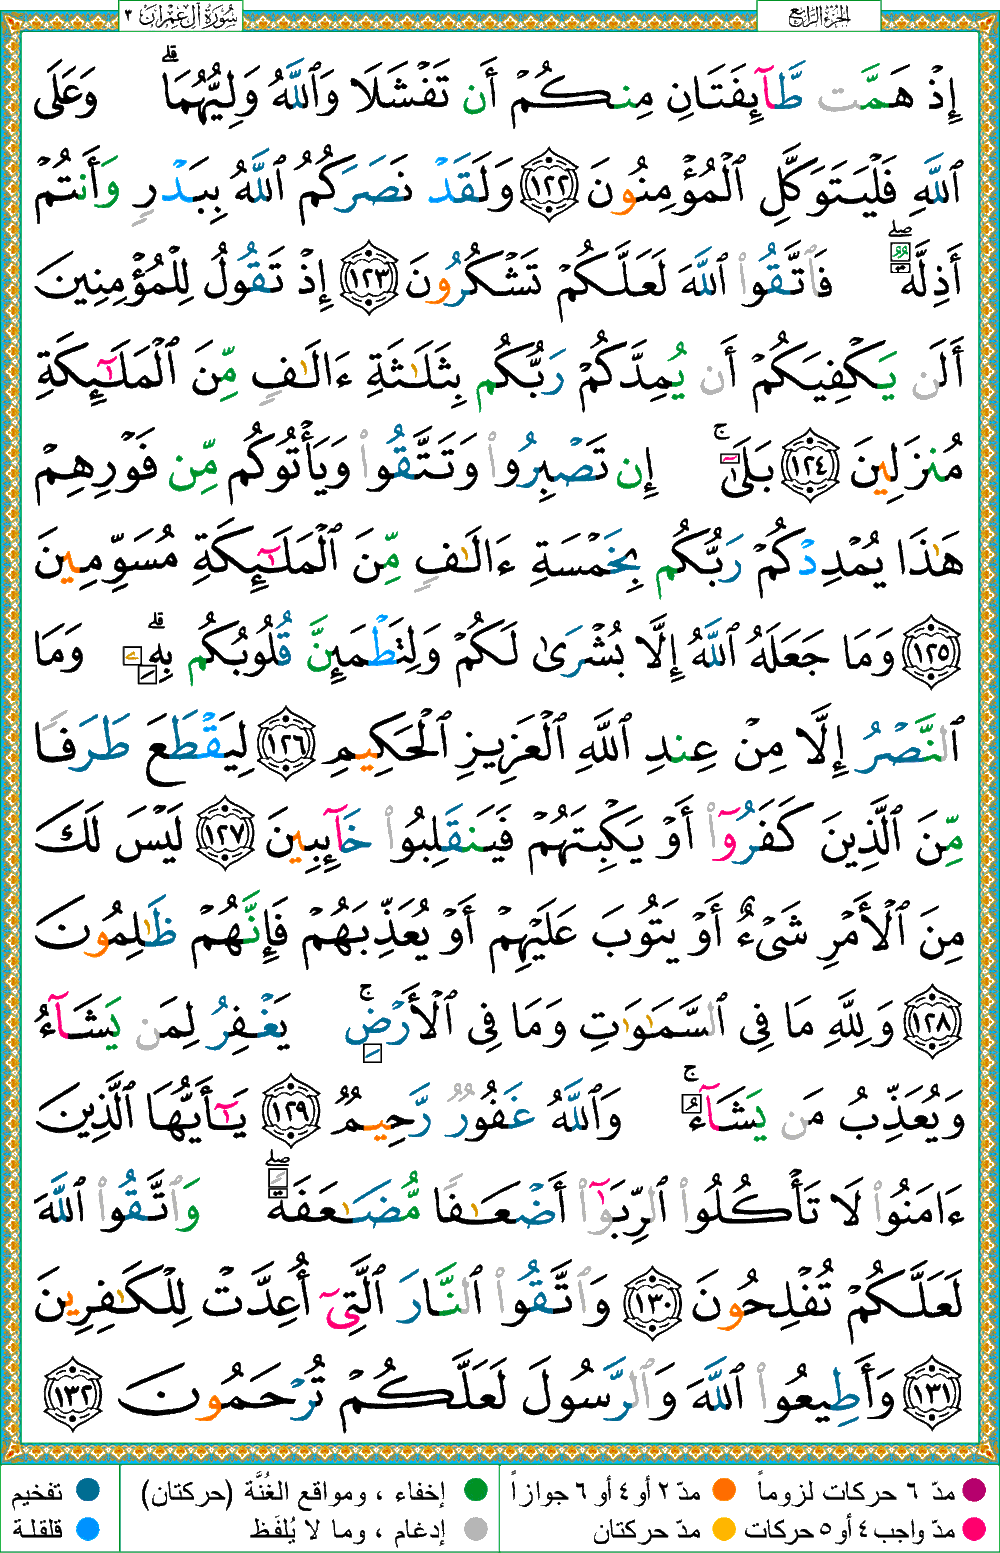 الجزء الرابع
سورة آل عمران ٣
إِذْ هَمَّت طَّآئِفَتَانِ مِنكُمْ أَن تَفْشَلَا وَٱللَّهُ وَلِيُّهُمَا ۗ وَعَلَى
ٱللَّهِ فَلْيَتَوَكَّلِ ٱلْمُؤْمِنُونَ ١٢٢ وَلَقَدْ نَصَرَكُمُ ٱللَّهُ بِبَدْرٍ وَأَنتُمْ
أَذِلَّةٌ ۖ فَٱتَّقُوا۟ ٱللَّهَ لَعَلَّكُمْ تَشْكُرُونَ ١٢٣ إِذْ تَقُولُ لِلْمُؤْمِنِينَ
أَلَن يَكْفِيَكُمْ أَن يُمِدَّكُمْ رَبُّكُم بِثَلَٰثَةِ ءَالَٰفٍ مِّنَ ٱلْمَلَٰٓئِكَةِ
مُنزَلِينَ ١٢٤ بَلَىٰٓ ۚ إِن تَصْبِرُوا۟ وَتَتَّقُوا۟ وَيَأْتُوكُم مِّن فَوْرِهِمْ
هَٰذَا يُمْدِدْكُمْ رَبُّكُم بِخَمْسَةِ ءَالَٰفٍ مِّنَ ٱلْمَلَٰٓئِكَةِ مُسَوِّمِينَ
١٢٥ وَمَا جَعَلَهُ ٱللَّهُ إِلَّا بُشْرَىٰ لَكُمْ وَلِتَطْمَئِنَّ قُلُوبُكُم بِهِۦ ۗ وَمَا
ٱلنَّصْرُ إِلَّا مِنْ عِندِ ٱللَّهِ ٱلْعَزِيزِ ٱلْحَكِيمِ ١٢٦ لِيَقْطَعَ طَرَفًا
مِّنَ ٱلَّذِينَ كَفَرُوٓا۟ أَوْ يَكْبِتَهُمْ فَيَنقَلِبُوا۟ خَآئِبِينَ ١٢٧ لَيْسَ لَكَ
مِنَ ٱلْأَمْرِ شَىْءٌ أَوْ يَتُوبَ عَلَيْهِمْ أَوْ يُعَذِّبَهُمْ فَإِنَّهُمْ ظَٰلِمُونَ
١٢٨ وَلِلَّهِ مَا فِى ٱلسَّمَٰوَٰتِ وَمَا فِى ٱلْأَرْضِ ۚ يَغْفِرُ لِمَن يَشَآءُ
وَيُعَذِّبُ مَن يَشَآءُ ۚ وَٱللَّهُ غَفُورٌ رَّحِيمٌ ١٢٩ يَٰٓأَيُّهَا ٱلَّذِينَ
ءَامَنُوا۟ لَا تَأْكُلُوا۟ ٱلرِّبَوٰٓا۟ أَضْعَٰفًا مُّضَٰعَفَةً ۖ وَٱتَّقُوا۟ ٱللَّهَ
لَعَلَّكُمْ تُفْلِحُونَ ١٣٠ وَٱتَّقُوا۟ ٱلنَّارَ ٱلَّتِىٓ أُعِدَّتْ لِلْكَٰفِرِينَ
١٣١ وَأَطِيعُوا۟ ٱللَّهَ وَٱلرَّسُولَ لَعَلَّكُمْ تُرْحَمُونَ ١٣٢
مدّ ٦ حركات لزوماً مدّ ٢ أو ٤ أو ٦ جوازاً إخفاء ، ومواقع الغُنَّة (حركتان) تفخيم
مدّ واجب ٤ أو ٥ حركات مدّ حركتان إدغام ، وما لا يُلفَظ قلقلة